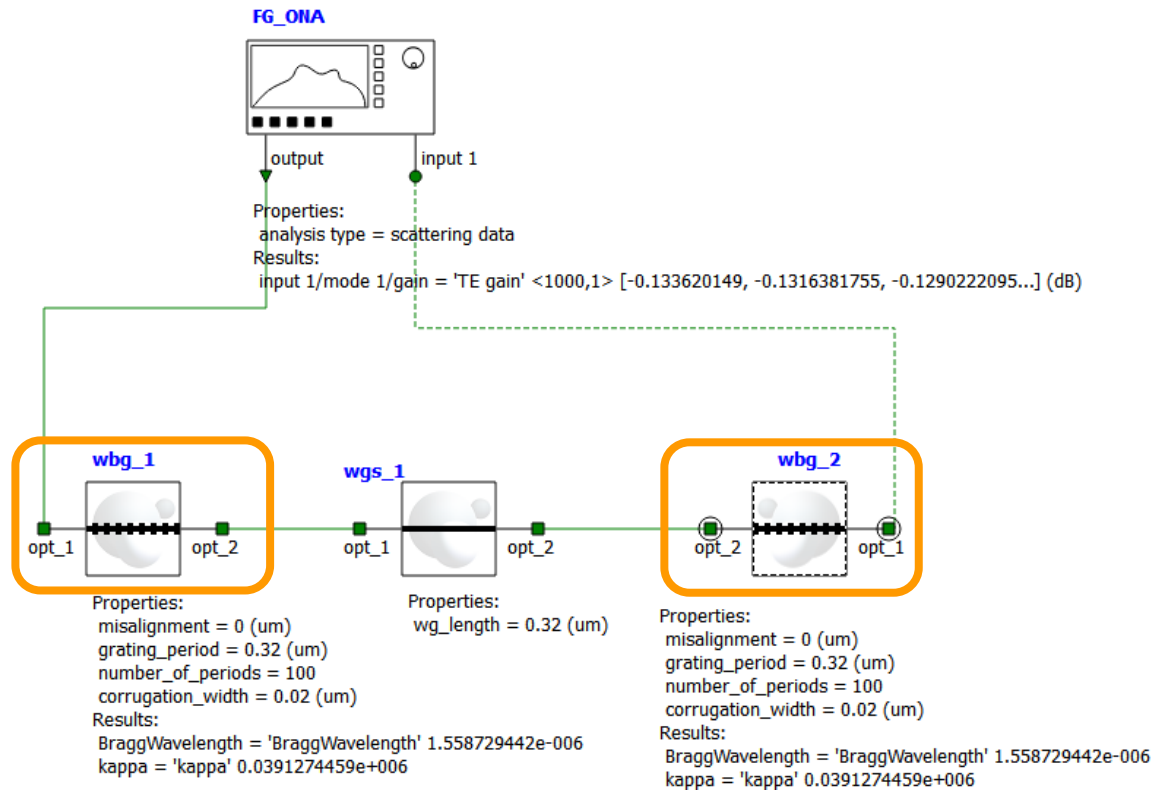 FG_ONA
output
input 1
Properties:
analysis type = scattering data
Results:
input 1/mode 1/gain = 'TE gain' <1000,1> [-0.133620149, -0.1316381755, -0.1290222095...] (dB)
wbg_1
opt_1
opt_2
Properties:
misalignment = 0 (um)
grating_period = 0.32 (um)
number_of_periods = 100
corrugation_width = 0.02 (um)
Results:
BraggWavelength = 'BraggWavelength' 1.558729442e-006
kappa = 'kappa' 0.0391274459e+006
wgs_1
opt_1
opt_2
Properties:
wg_length = 0.32 (um)
wbg_2
opt_2
opt_1
Properties:
misalignment = 0 (um)
grating_period = 0.32 (um)
number_of_periods = 100
corrugation_width = 0.02 (um)
Results:
BraggWavelength = 'BraggWavelength' 1.558729442e-006
kappa = 'kappa' 0.0391274459e+006